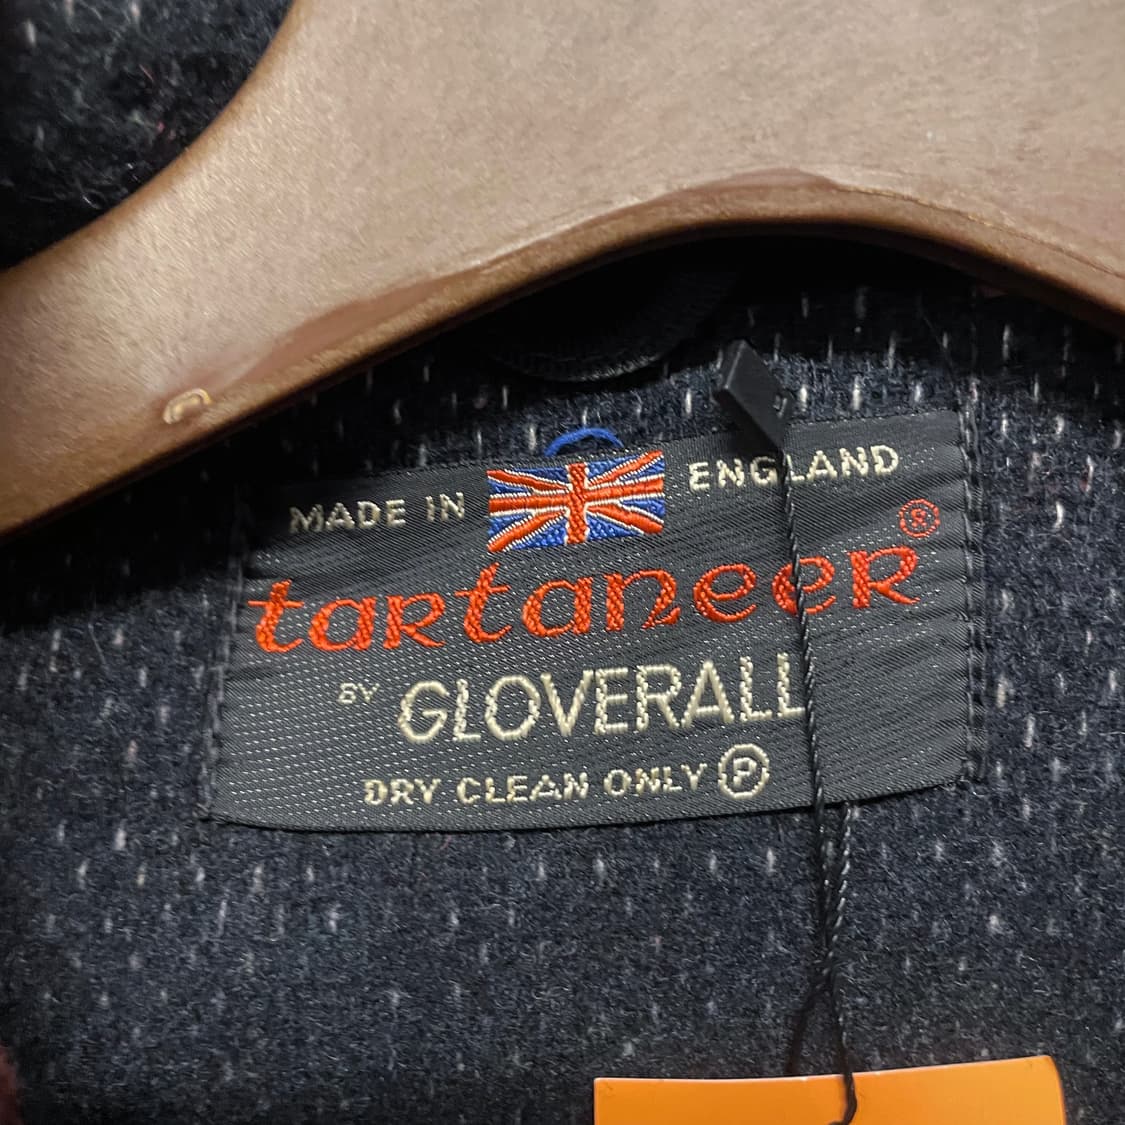 MADE IN ENGLAND
tartaneer ®
BY GLOVERALL
DRY CLEAN ONLY Ⓟ